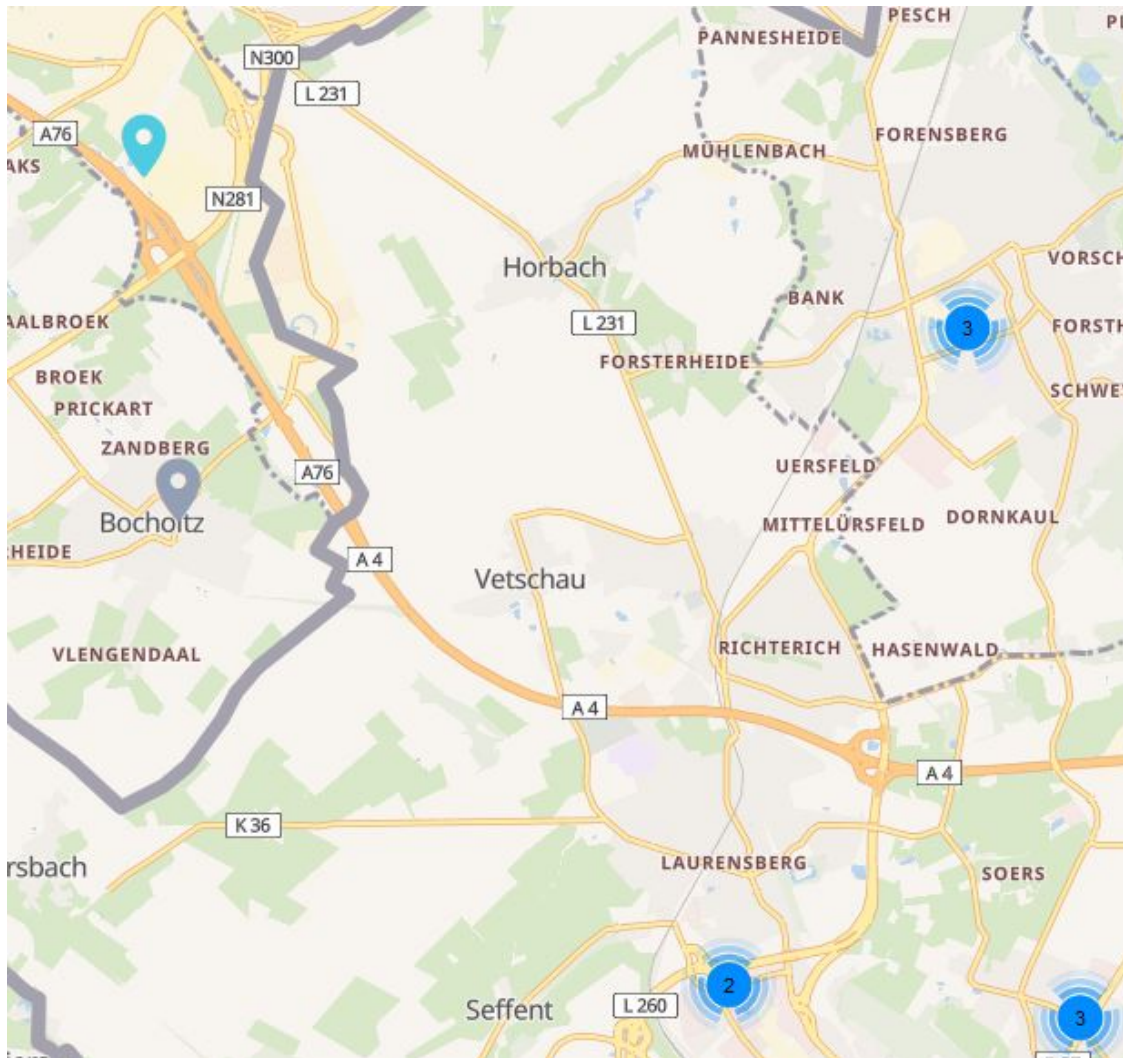 PESCH
PANNESHEIDE
N300
L 231
A76
FORENSBERG
MÜHLENBACH
AKS
N281
VORSCH
Horbach
BANK
L 231
AALBROEK
3
FORSTH
FORSTERHEIDE
BROEK
SCHWE
PRICKART
ZANDBERG
A76
UERSFELD
Bocholtz
MITTELÜRSFELD
DORNKAUL
RHEIDE
A 4
Vetschau
VLENGENDAAL
RICHTERICH
HASENWALD
A 4
A 4
K 36
rsbach
LAURENSBERG
SOERS
2
Seffent
L 260
3